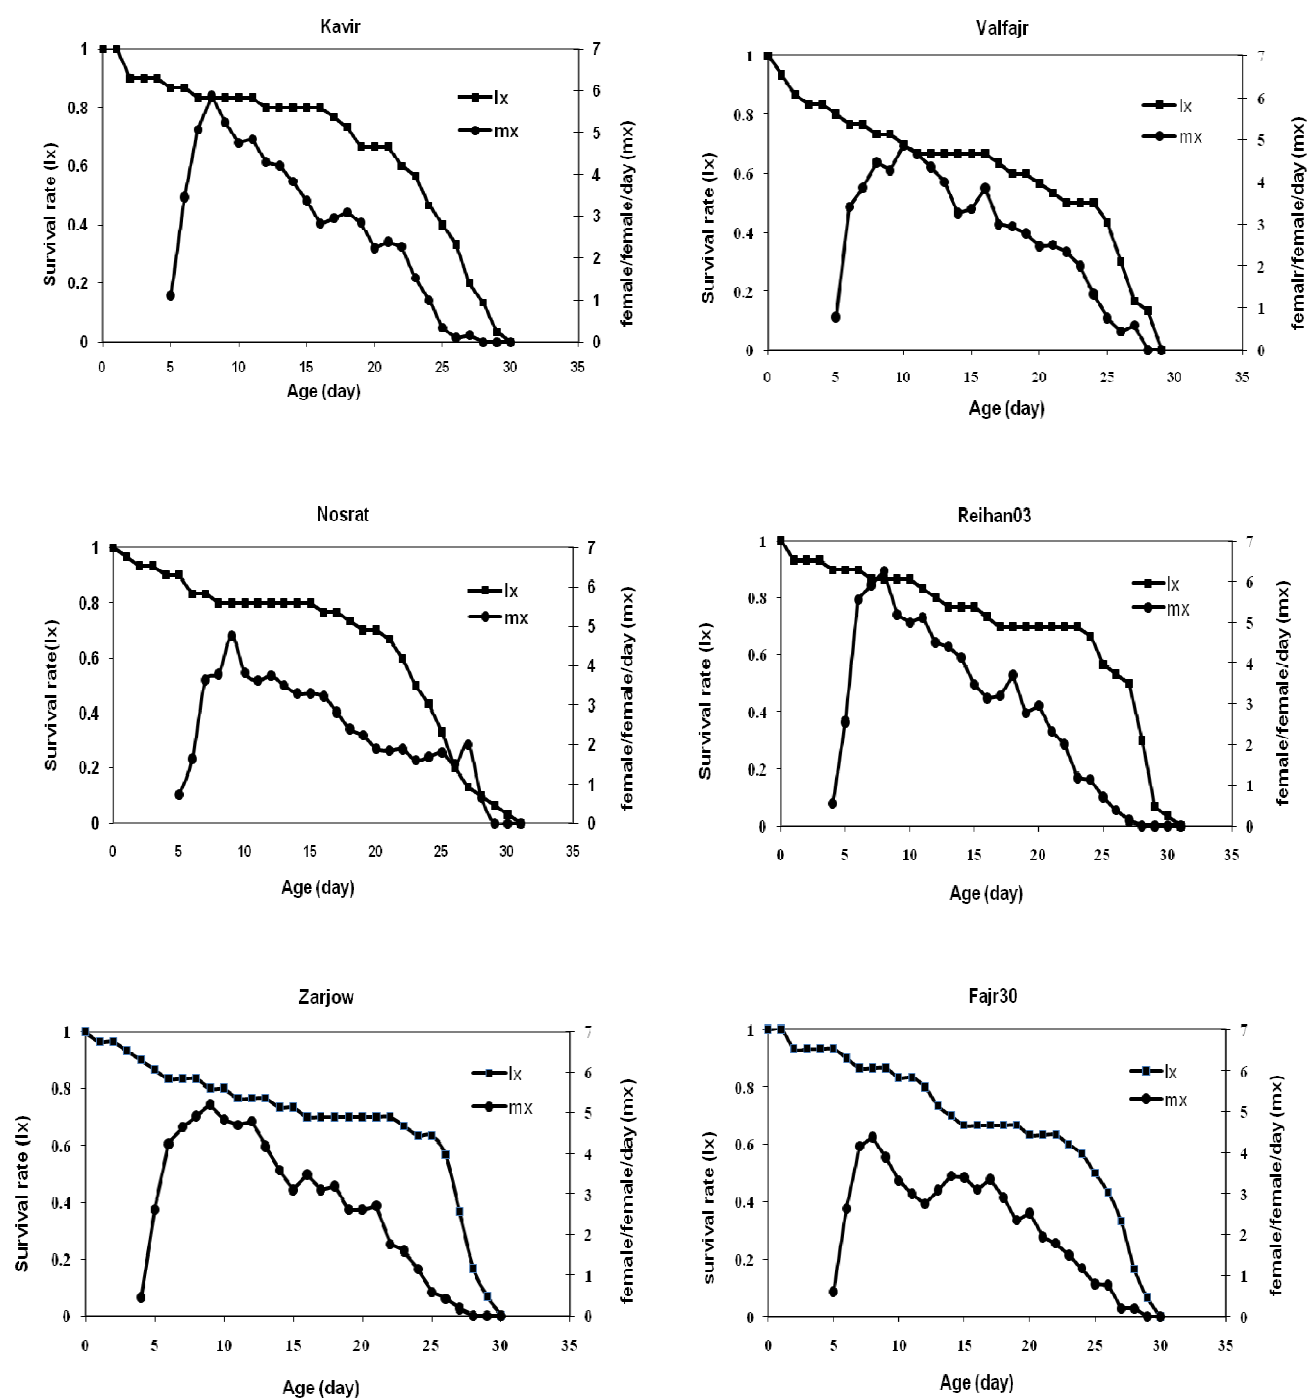 Kavir
1 0.8 0.6 0.4 0.2 0
Survival rate (lx)
lx
mx
7 6 5 4 3 2 1 0
female/female/day (mx)
0 5 10 15 20 25 30 35
Age (day)
Valfajr
1 0.8 0.6 0.4 0.2 0
Survival rate (lx)
lx
mx
7 6 5 4 3 2 1 0
femalr/female/day (mx)
0 5 10 15 20 25 30 35
Age (day)
Nosrat
1 0.8 0.6 0.4 0.2 0
Survival rate(lx)
lx
mx
7 6 5 4 3 2 1 0
female/female/day (mx)
0 5 10 15 20 25 30 35
Age (day)
Reihan03
1 0.8 0.6 0.4 0.2 0
Survival rate (lx)
lx
mx
7 6 5 4 3 2 1 0
female/female/day (mx)
0 5 10 15 20 25 30 35
Age (day)
Zarjow
1 0.8 0.6 0.4 0.2 0
Survival rate (lx)
lx
mx
7 6 5 4 3 2 1 0
female/female/day (mx)
0 5 10 15 20 25 30 35
Age (day)
Fajr30
1 0.8 0.6 0.4 0.2 0
survival rate (lx)
lx
mx
7 6 5 4 3 2 1 0
female/female/day (mx)
0 5 10 15 20 25 30 35
Age (day)